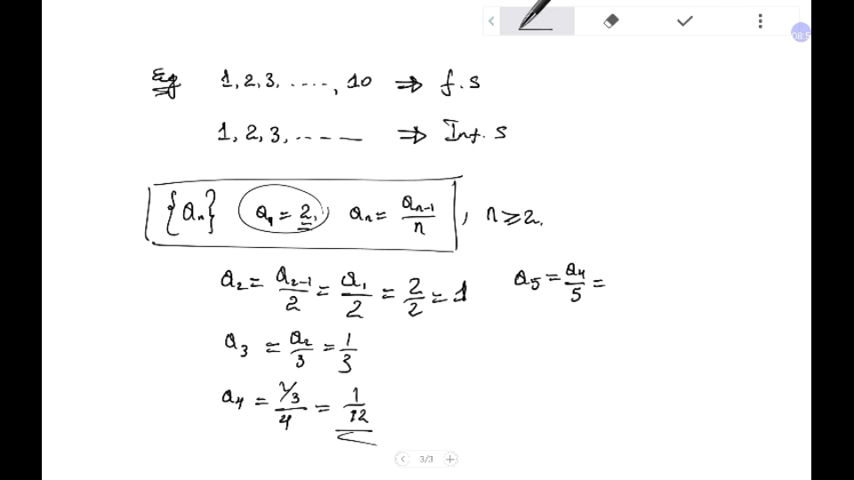 Eg 1, 2, 3, ....., 10 ⇒ f.s
1, 2, 3, ------ ⇒ Inf. S
{aₙ} a₁ = 2, aₙ = aₙ₋₁/n, n ≥ 2.
a₂ = a₂₋₁/2 = a₁/2 = 2/2 = 1 a₅ = a₄/5 =
a₃ = a₂/3 = 1/3
a₄ = (1/3)/4 = 1/12
3/3